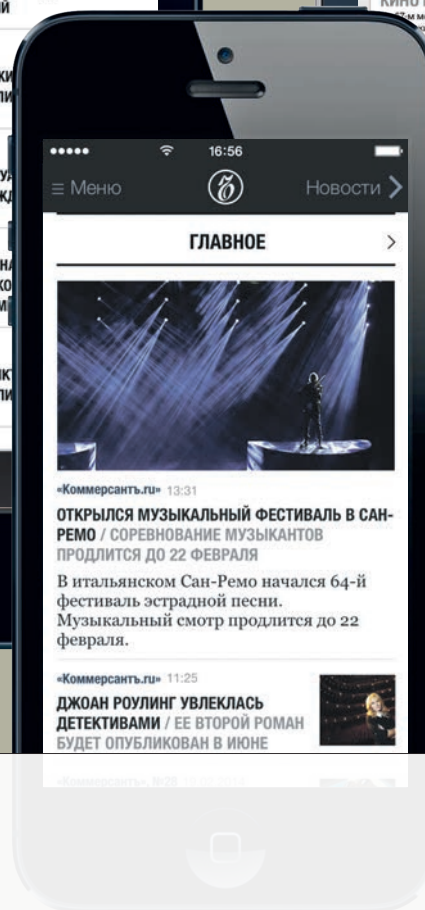 16:56
Меню
Ъ
Новости
ГЛАВНОЕ
«Коммерсантъ.ru» 13:31
ОТКРЫЛСЯ МУЗЫКАЛЬНЫЙ ФЕСТИВАЛЬ В САН-
РЕМО / СОРЕВНОВАНИЕ МУЗЫКАНТОВ
ПРОДЛИТСЯ ДО 22 ФЕВРАЛЯ
В итальянском Сан-Ремо начался 64-й
фестиваль эстрадной песни.
Музыкальный смотр продлится до 22
февраля.
«Коммерсантъ.ru» 11:25
ДЖОАН РОУЛИНГ УВЛЕКЛАСЬ
ДЕТЕКТИВАМИ / ЕЕ ВТОРОЙ РОМАН
БУДЕТ ОПУБЛИКОВАН В ИЮНЕ